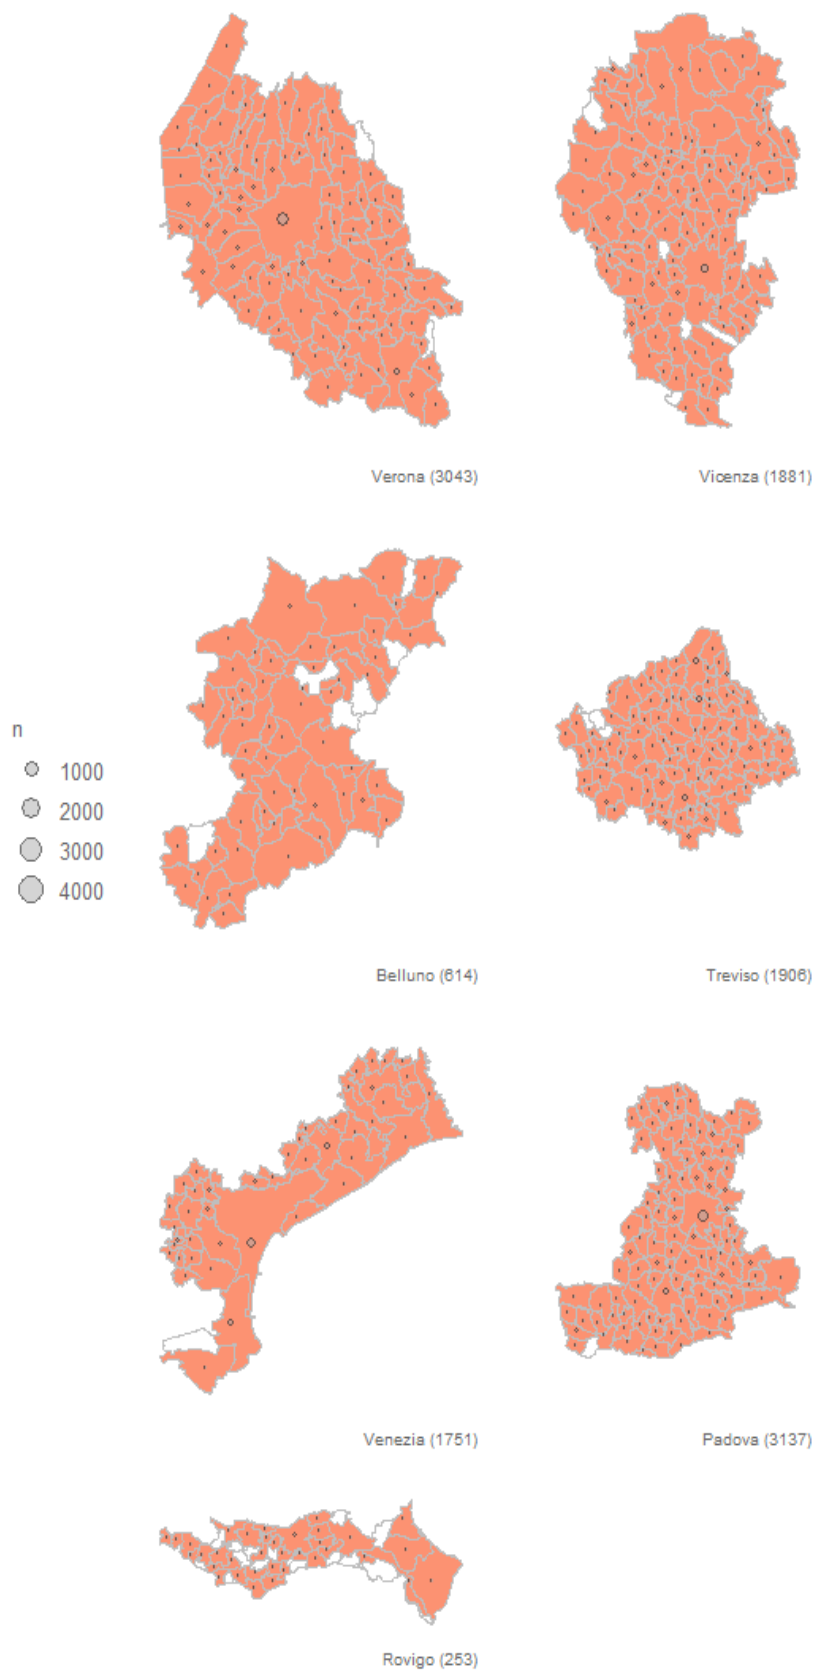 Verona (3043)
Vicenza (1881)
n
1000
2000
3000
4000
Belluno (614)
Treviso (1906)
Venezia (1751)
Padova (3137)
Rovigo (253)